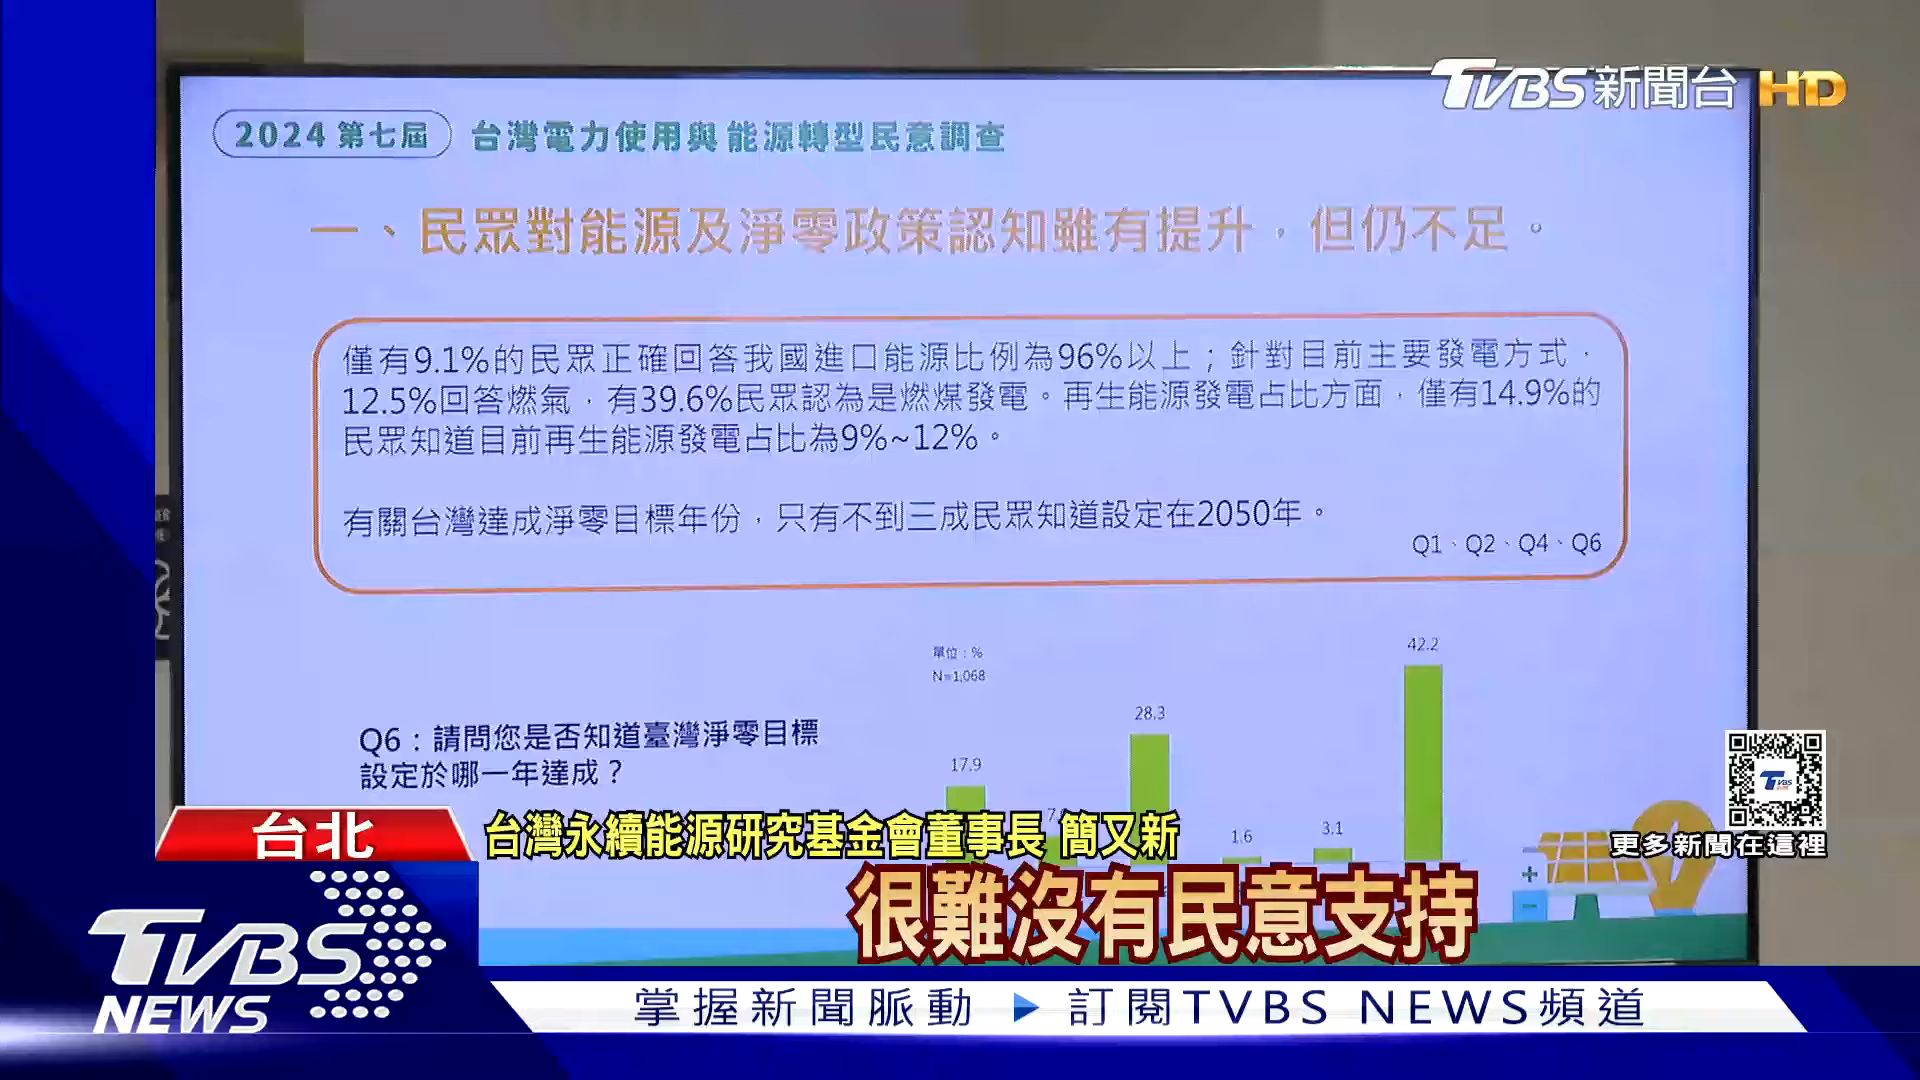 TVBS新聞台 HD
2024 第七屆 台灣電力使用與能源轉型民意調查
一、民眾對能源及淨零政策認知雖有提升，但仍不足。
僅有9.1%的民眾正確回答我國進口能源比例為96%以上；針對目前主要發電方式，
12.5%回答燃氣，有39.6%民眾認為是燃煤發電。再生能源發電占比方面，僅有14.9%的
民眾知道目前再生能源發電占比為9%~12%。
有關台灣達成淨零目標年份，只有不到三成民眾知道設定在2050年。
Q1、Q2、Q4、Q6
單位：%
N=1,068
Q6：請問您是否知道臺灣淨零目標
設定於哪一年達成？
17.9
28.3
1.6
3.1
42.2
更多新聞在這裡
台北
台灣永續能源研究基金會董事長 簡又新
很難沒有民意支持
TVBS
NEWS
掌握新聞脈動 ▶ 訂閱TVBS NEWS頻道